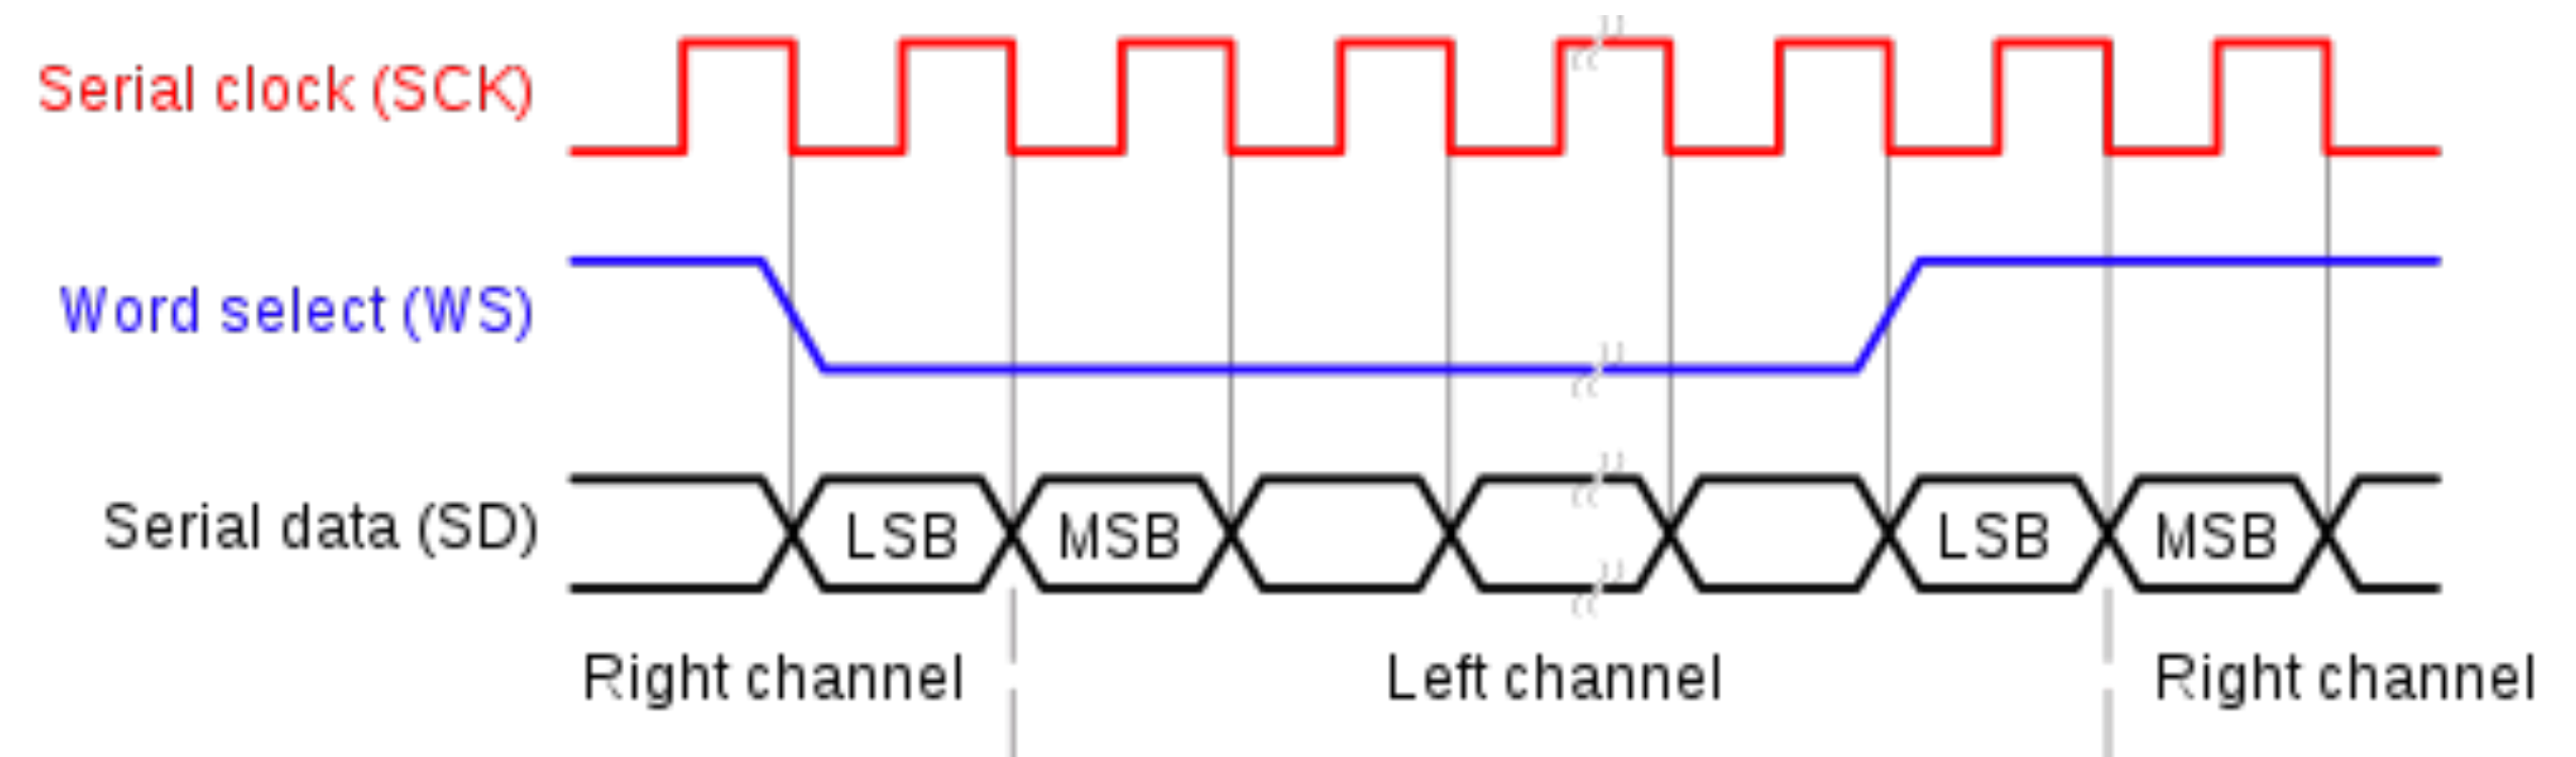 Serial clock (SCK)
Word select (WS)
Serial data (SD)
LSB
MSB
LSB
MSB
Right channel
Left channel
Right channel